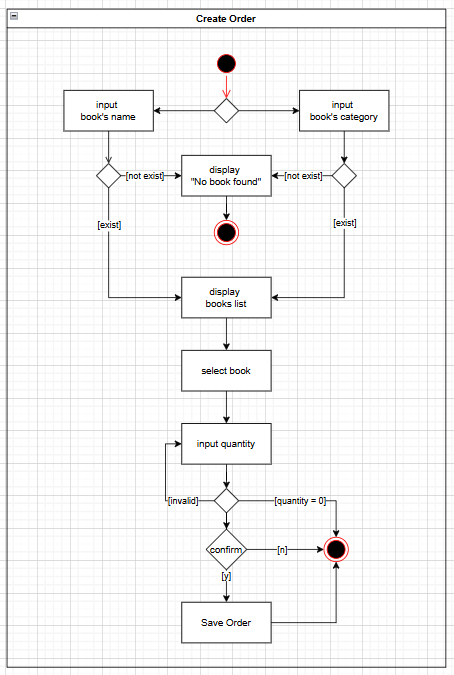 Create Order
input
book's name
input
book's category
[not exist]
display
"No book found"
[not exist]
[exist]
[exist]
display
books list
select book
input quantity
[invalid]
[quantity = 0]
confirm
[n]
[y]
Save Order